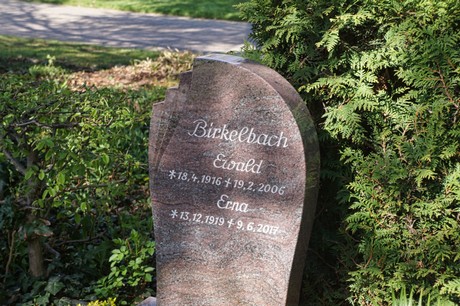 Birkelbach
Ewald
*18.4.1916 †19.2.2006
Erna
*13.12.1919 †9.6.2017